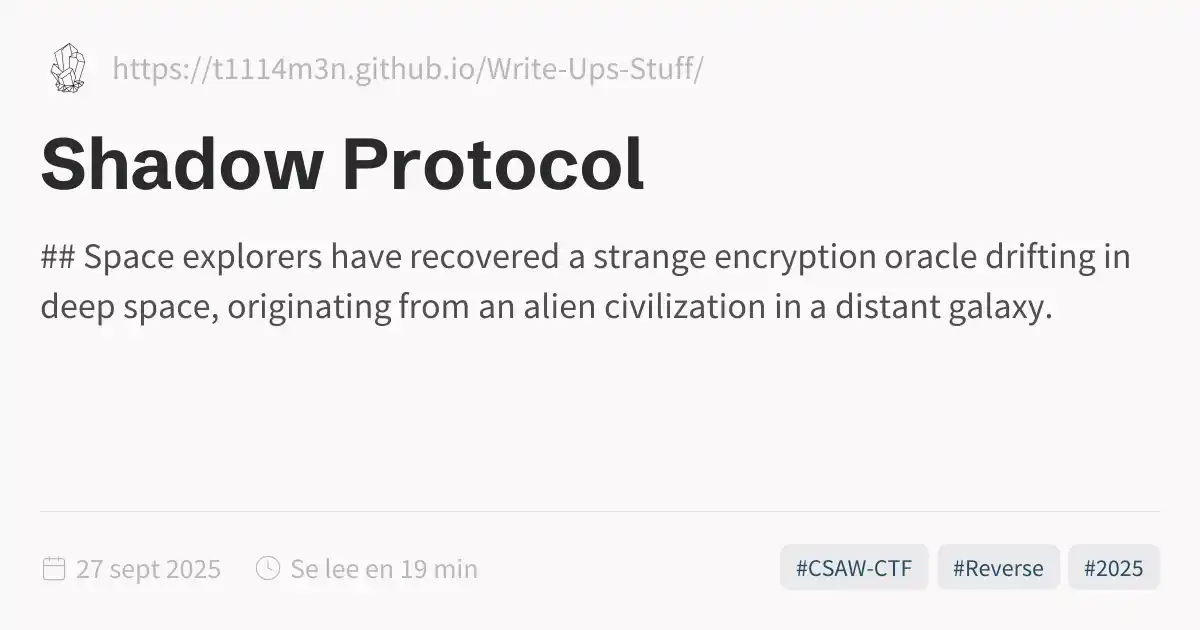 https://t1114m3n.github.io/Write-Ups-Stuff/
Shadow Protocol
## Space explorers have recovered a strange encryption oracle drifting in
deep space, originating from an alien civilization in a distant galaxy.
27 sept 2025
Se lee en 19 min
#CSAW-CTF
#Reverse
#2025